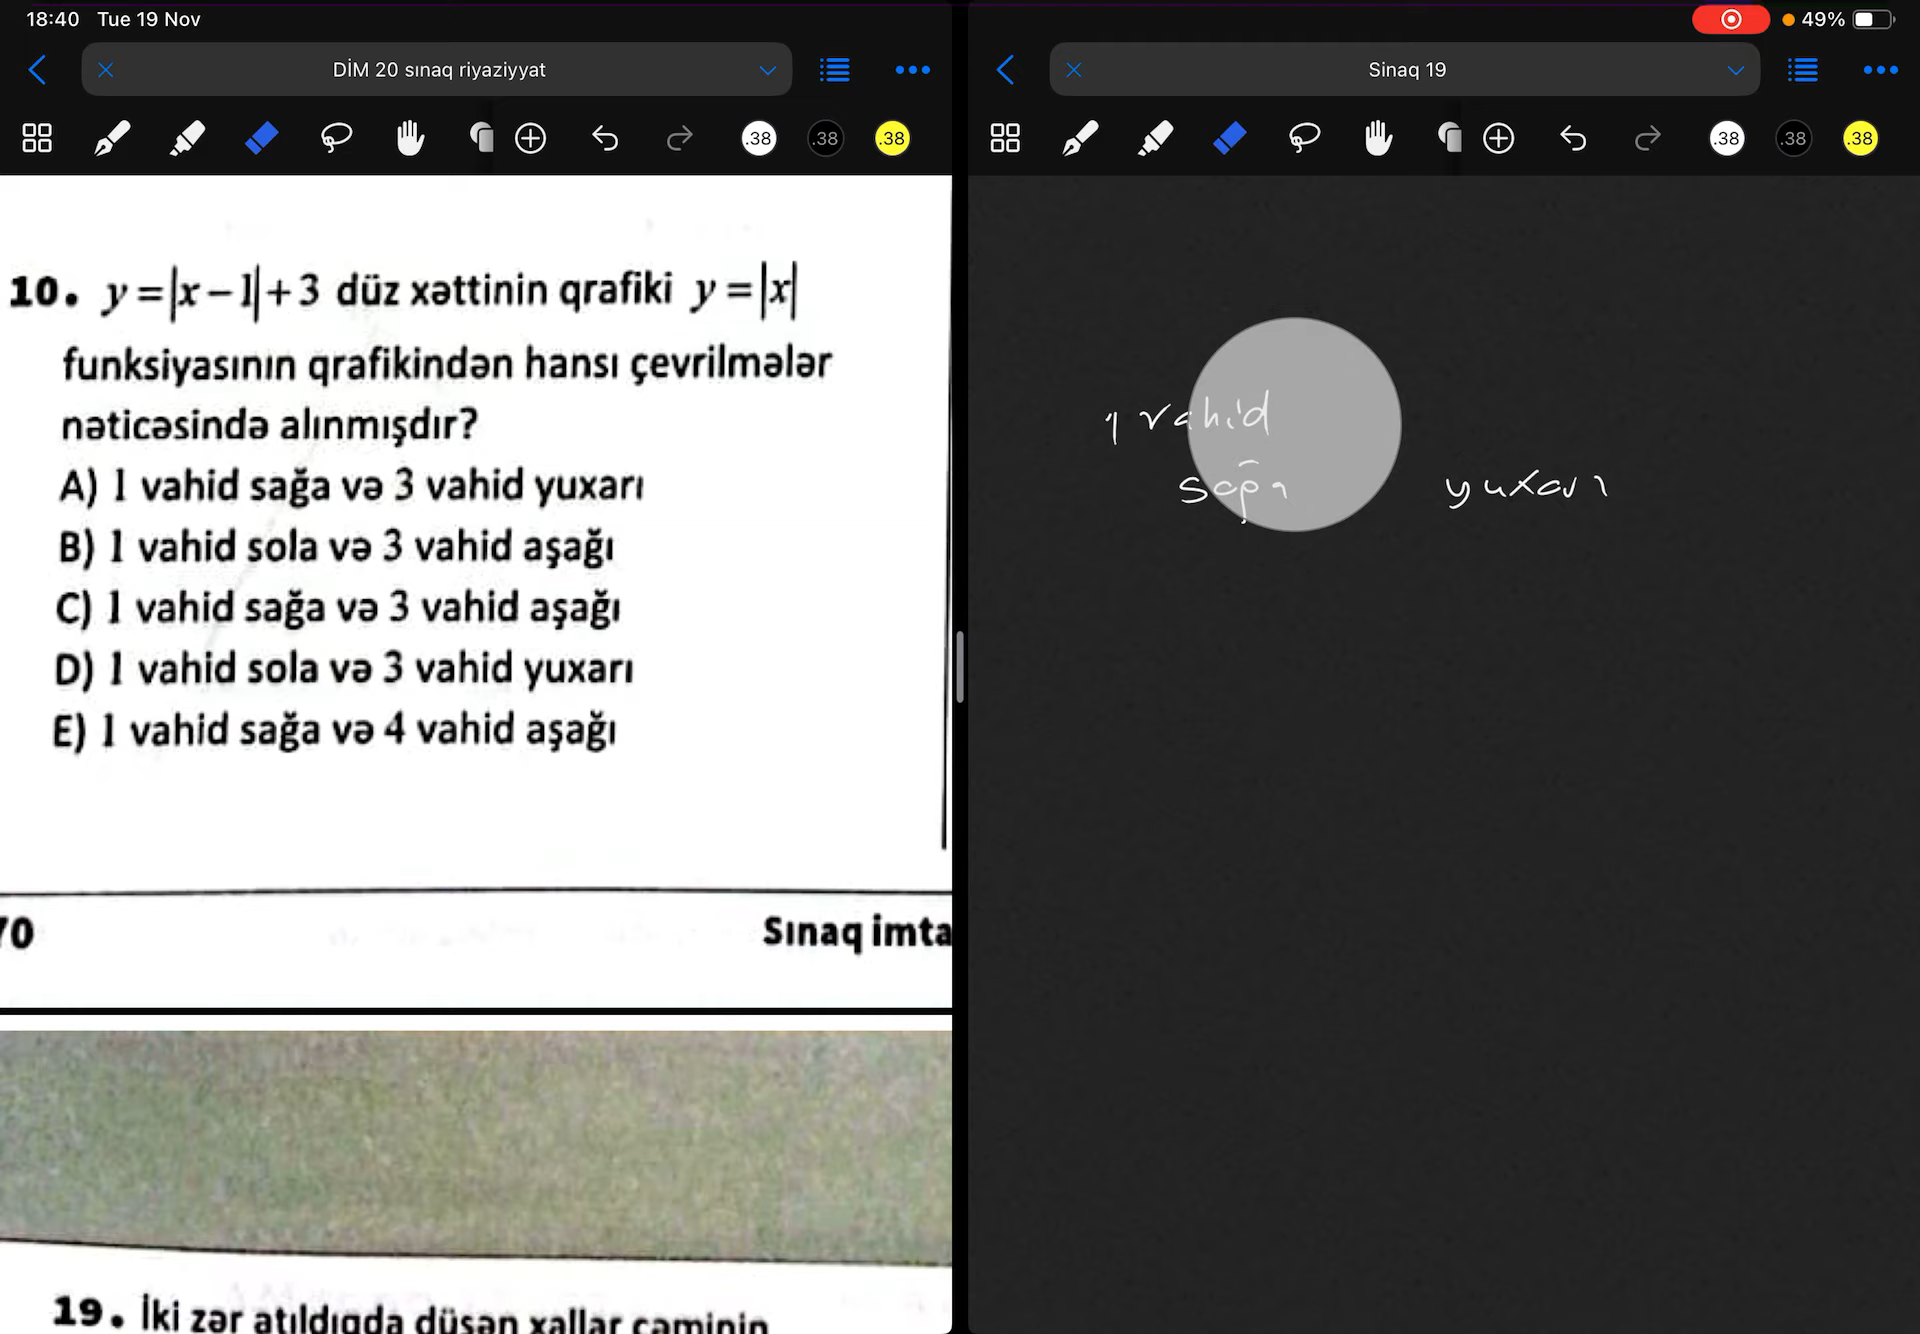 18:40 Tue 19 Nov
49%
DİM 20 sınaq riyaziyyat
.38 .38 .38
10. y=|x-1|+3 düz xəttinin qrafiki y=|x|
funksiyasının qrafikindən hansı çevrilmələr
nəticəsində alınmışdır?
A) 1 vahid sağa və 3 vahid yuxarı
B) 1 vahid sola və 3 vahid aşağı
C) 1 vahid sağa və 3 vahid aşağı
D) 1 vahid sola və 3 vahid yuxarı
E) 1 vahid sağa və 4 vahid aşağı
70
Sınaq imta
19. İki zər atıldıqda düşən xallar cəminin
Sinaq 19
.38 .38 .38
1 vahid
yuxarı